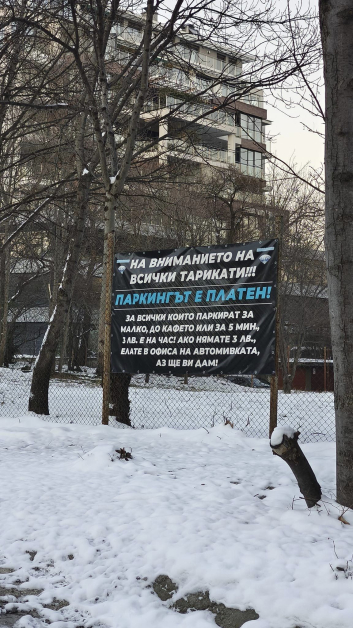 НА ВНИМАНИЕТО НА
ВСИЧКИ ТАРИКАТИ!!!
ПАРКИНГЪТ Е ПЛАТЕН!
ЗА ВСИЧКИ КОИТО ПАРКИРАТ ЗА
МАЛКО, ДО КАФЕТО ИЛИ ЗА 5 МИН,
3 ЛВ. Е НА ЧАС! АКО НЯМАТЕ 3 ЛВ.,
ЕЛАТЕ В ОФИСА НА АВТОМИВКАТА,
АЗ ЩЕ ВИ ДАМ!